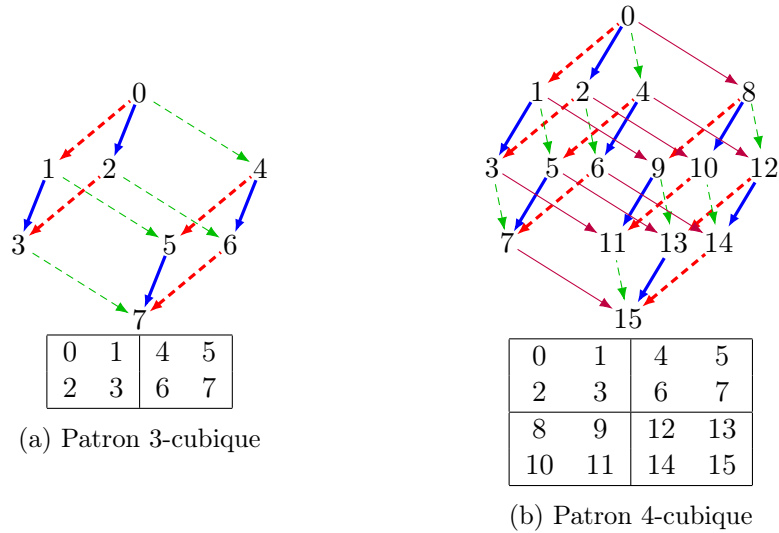 0
1 2 4
3 5 6
7
0 1 4 5
2 3 6 7
(a) Patron 3-cubique
0
1 2 4 8
3 5 6 9 10 12
7 11 13 14
15
0 1 4 5
2 3 6 7
8 9 12 13
10 11 14 15
(b) Patron 4-cubique